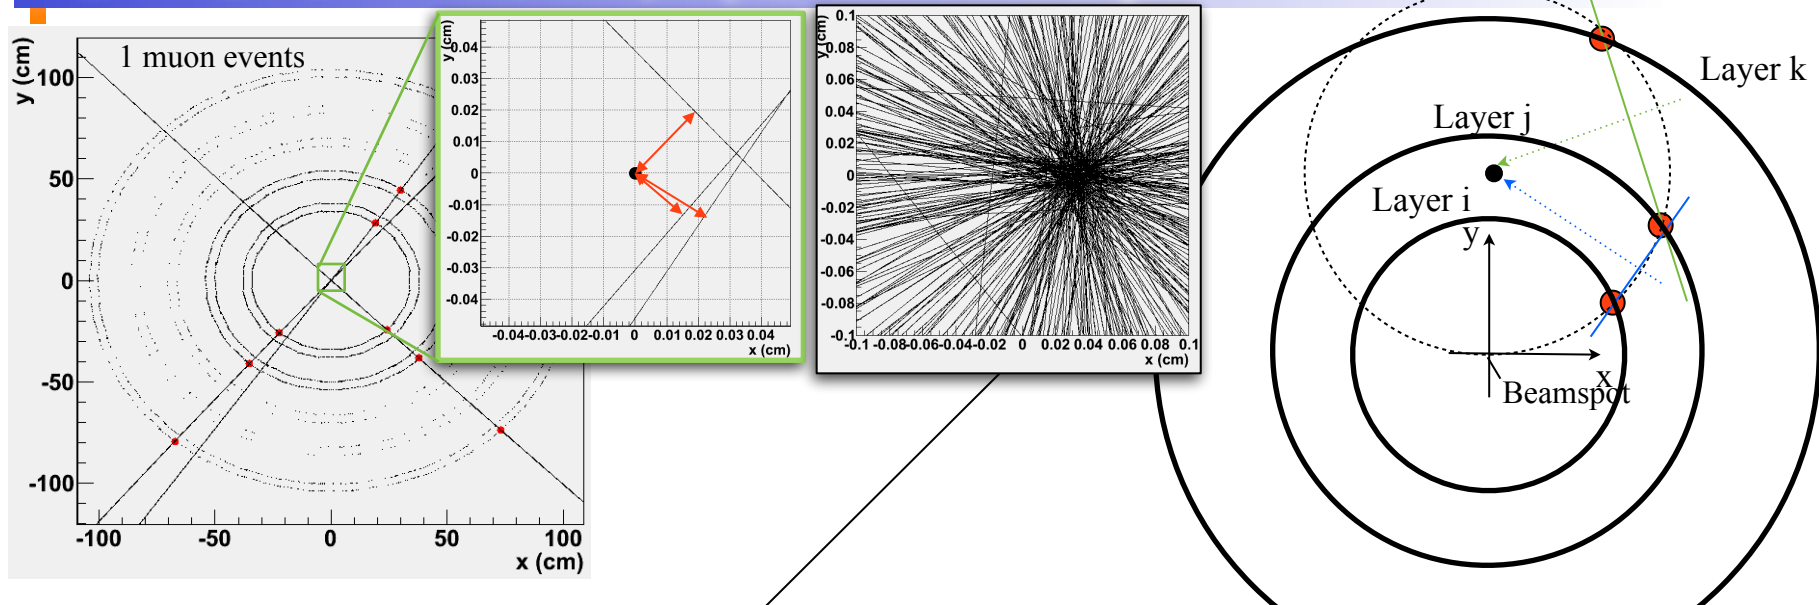 1 muon events
y (cm)
100
50
0
-50
-100
-100 -50 0 50 100
x (cm)
y (cm)
0.04
0.03
0.02
0.01
0
-0.01
-0.02
-0.03
-0.04
-0.04-0.03-0.02-0.01 0 0.01 0.02 0.03 0.04
x (cm)
y (cm)
0.1
0.08
0.06
0.04
0.02
0
-0.02
-0.04
-0.06
-0.08
-0.1
-0.1 -0.08-0.06-0.04-0.02 0 0.02 0.04 0.06 0.08 0.1
x (cm)
Layer k
Layer j
Layer i
y
x
Beamspot